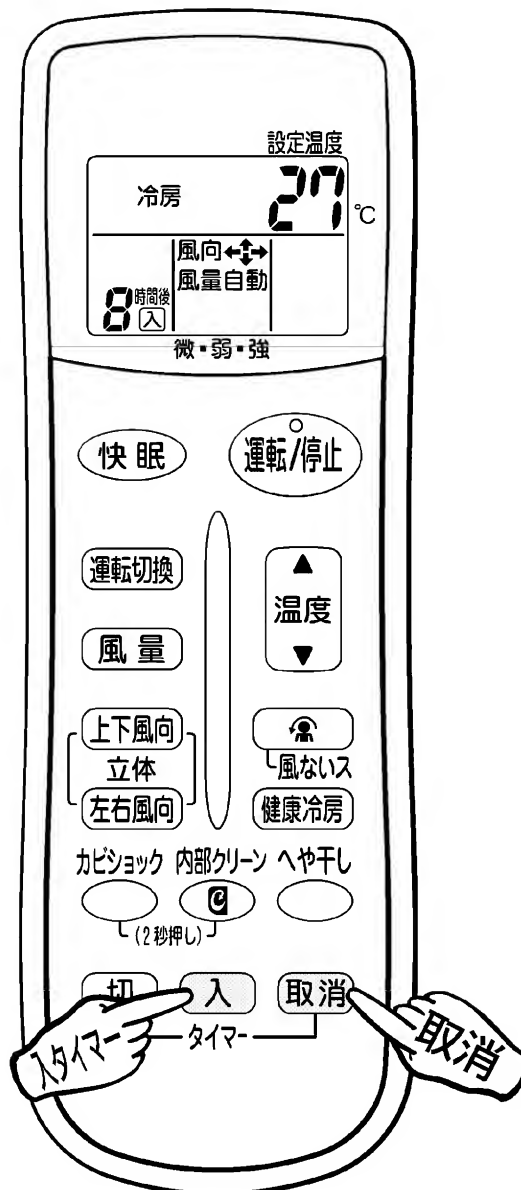 設定温度
冷房 27 ℃
風向
風量自動
8 時間後 入
微・弱・強
快眠
運転/停止
運転切換
▲
温度
▼
風量
上下風向
立体
左右風向
風ないス
健康冷房
カビショック 内部クリーン へや干し
(2秒押し)
切 入 取消
タイマー
入タイマー
取消